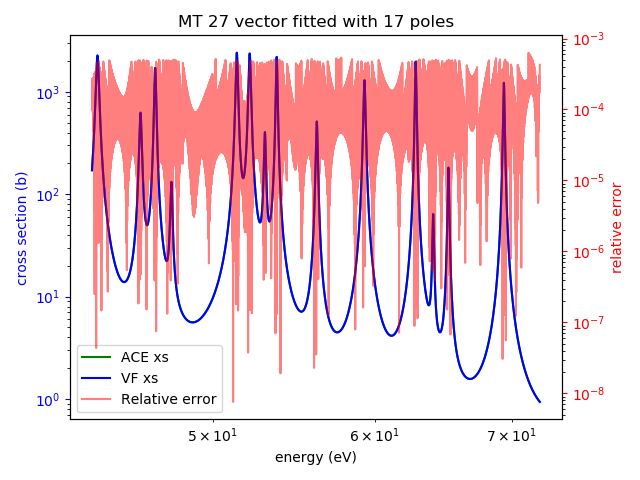 MT 27 vector fitted with 17 poles
cross section (b)
10³
10²
10¹
10⁰
10⁻³
10⁻⁴
10⁻⁵
10⁻⁶
10⁻⁷
10⁻⁸
relative error
ACE xs
VF xs
Relative error
5 × 10¹
6 × 10¹
7 × 10¹
energy (eV)